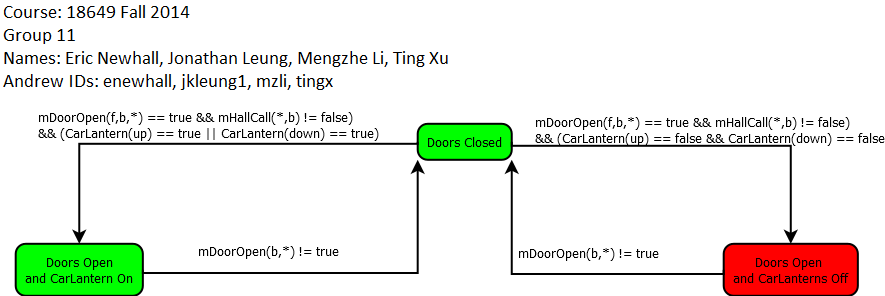 Course: 18649 Fall 2014
Group 11
Names: Eric Newhall, Jonathan Leung, Mengzhe Li, Ting Xu
Andrew IDs: enewhall, jkleung1, mzli, tingx
mDoorOpen(f,b,*) == true && mHallCall(*,b) != false)
&& (CarLantern(up) == true || CarLantern(down) == true)
Doors Closed
mDoorOpen(f,b,*) == true && mHallCall(*,b) != false)
&& (CarLantern(up) == false && CarLantern(down) == false
Doors Open
and CarLantern On
mDoorOpen(b,*) != true
mDoorOpen(b,*) != true
Doors Open
and CarLanterns Off